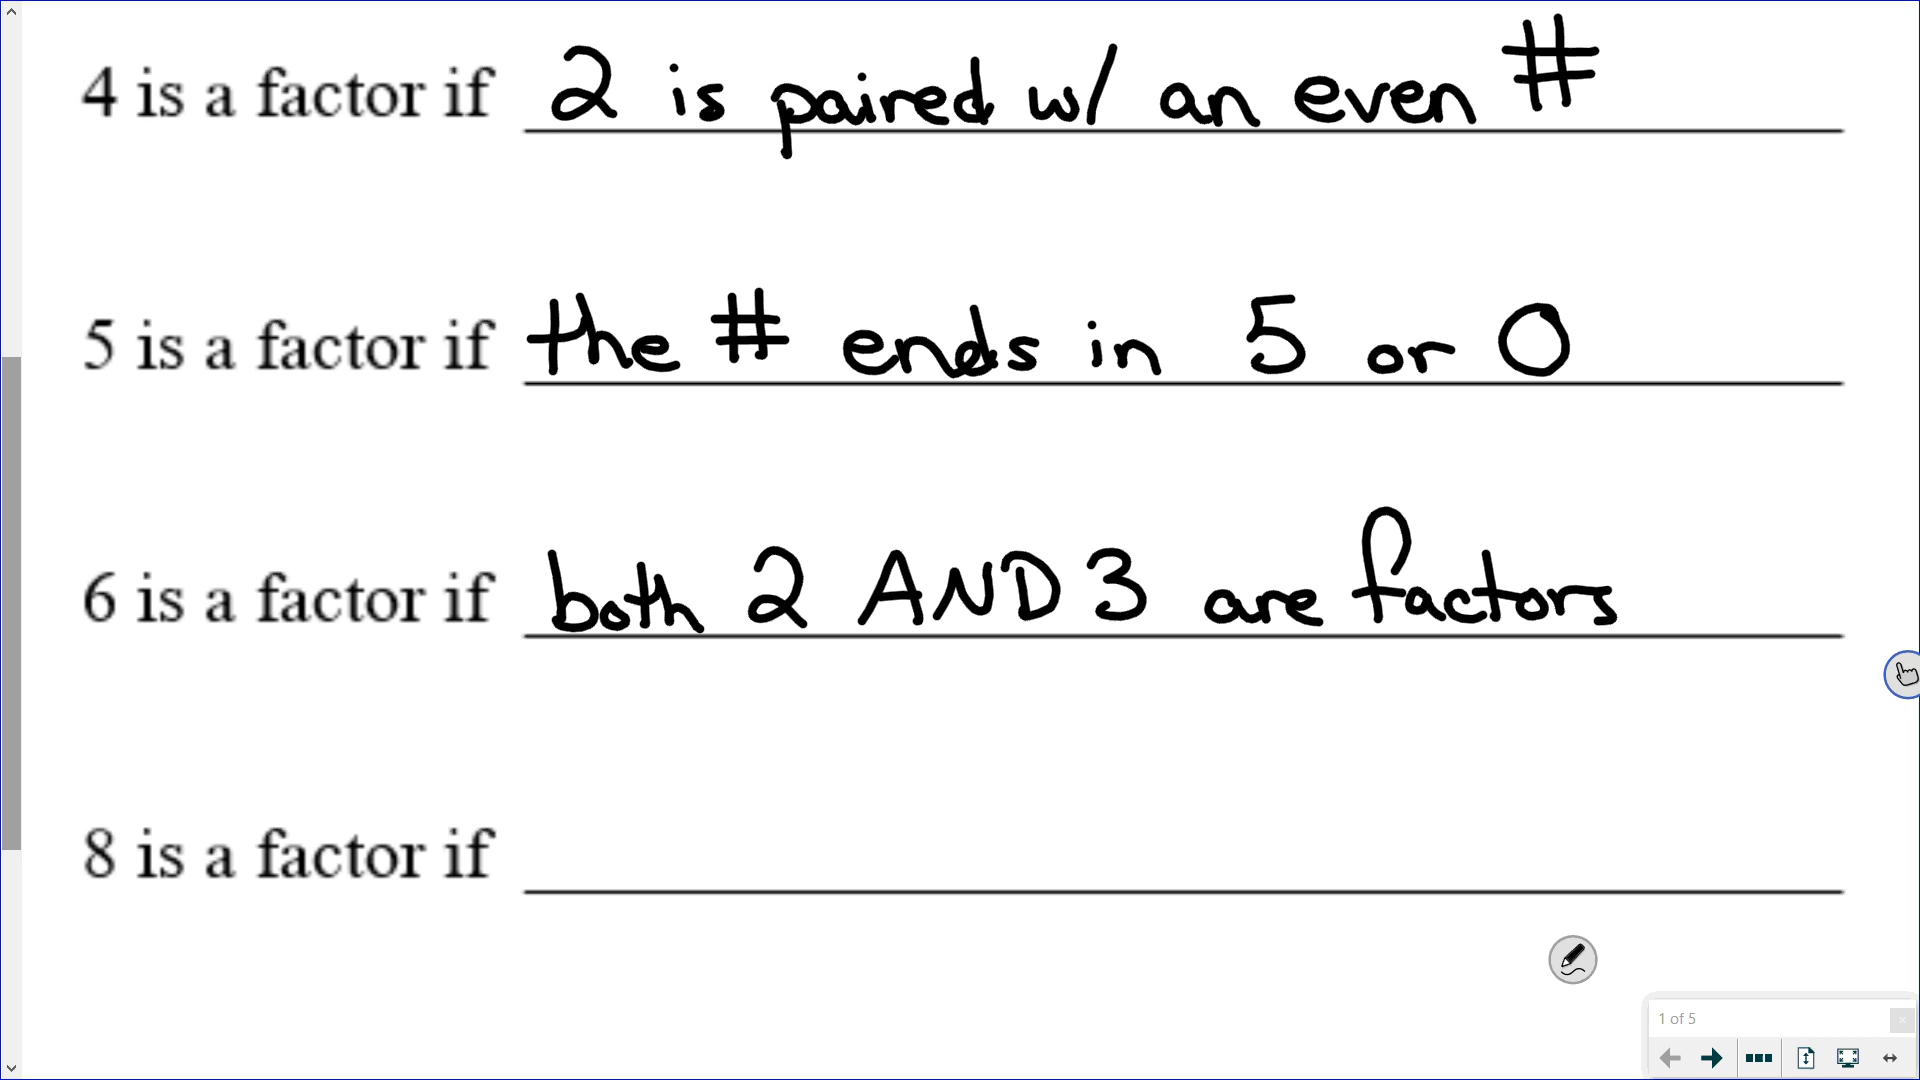 4 is a factor if 2 is paired w/ an even #
5 is a factor if the # ends in 5 or 0
6 is a factor if both 2 AND 3 are factors
8 is a factor if
1 of 5